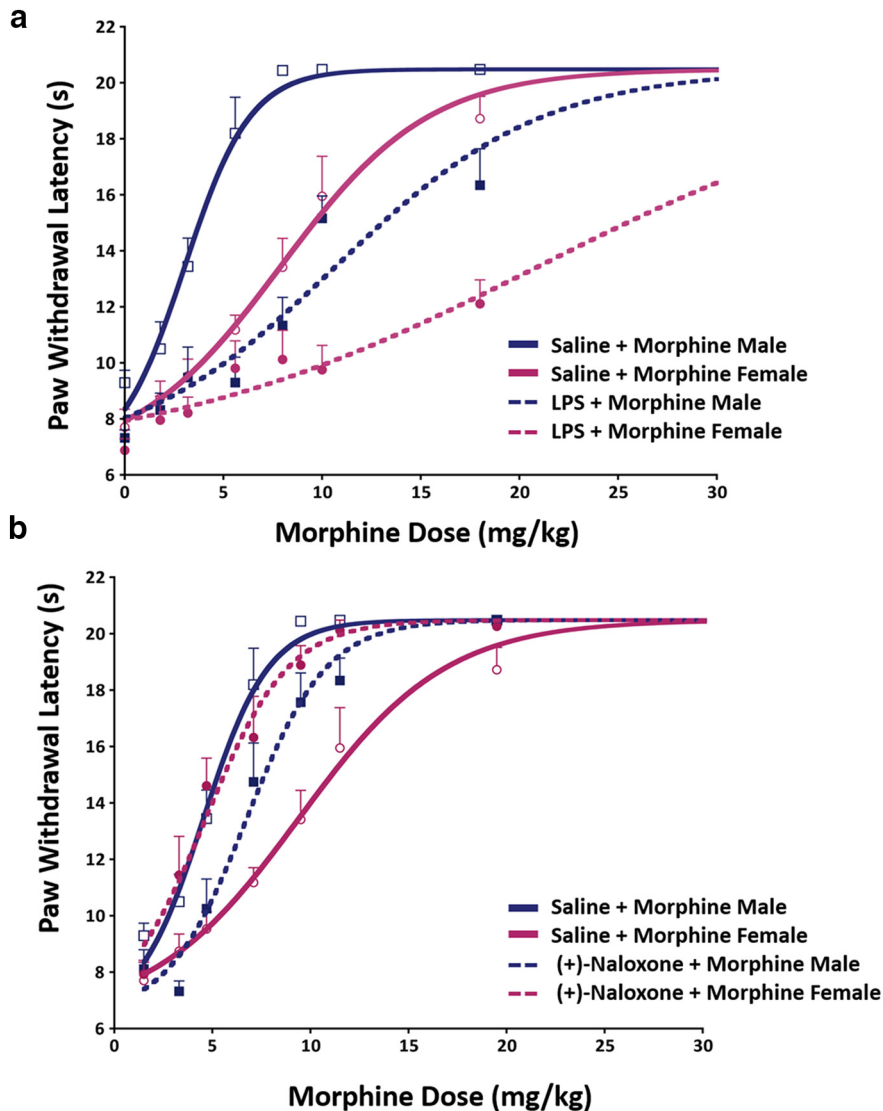 a
22
20
18
16
14
12
10
8
6
Paw Withdrawal Latency (s)
Saline + Morphine Male
Saline + Morphine Female
LPS + Morphine Male
LPS + Morphine Female
0 5 10 15 20 25 30
Morphine Dose (mg/kg)
b
22
20
18
16
14
12
10
8
6
Paw Withdrawal Latency (s)
Saline + Morphine Male
Saline + Morphine Female
(+)-Naloxone + Morphine Male
(+)-Naloxone + Morphine Female
0 5 10 15 20 25 30
Morphine Dose (mg/kg)